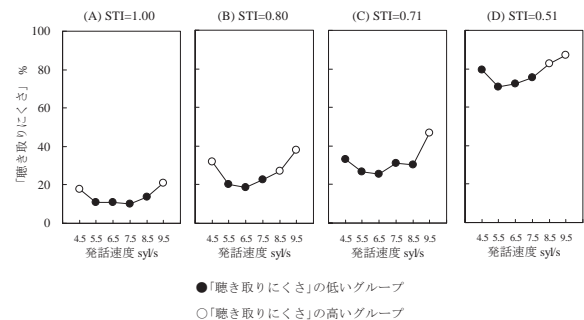 (A) STI=1.00
(B) STI=0.80
(C) STI=0.71
(D) STI=0.51
「聴き取りにくさ」 %
100
80
60
40
20
0
4.5 5.5 6.5 7.5 8.5 9.5
4.5 5.5 6.5 7.5 8.5 9.5
4.5 5.5 6.5 7.5 8.5 9.5
4.5 5.5 6.5 7.5 8.5 9.5
発話速度 syl/s
発話速度 syl/s
発話速度 syl/s
発話速度 syl/s
●「聴き取りにくさ」の低いグループ
○「聴き取りにくさ」の高いグループ